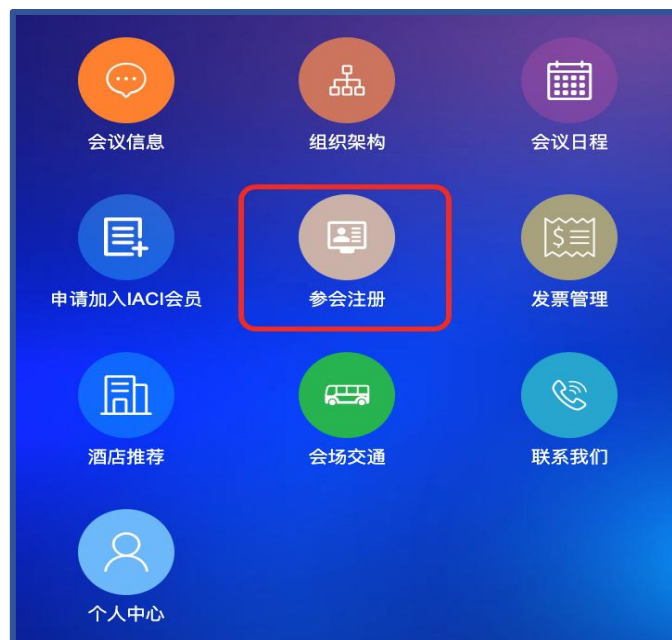 会议信息
组织架构
会议日程
申请加入IACI会员
参会注册
发票管理
酒店推荐
会场交通
联系我们
个人中心